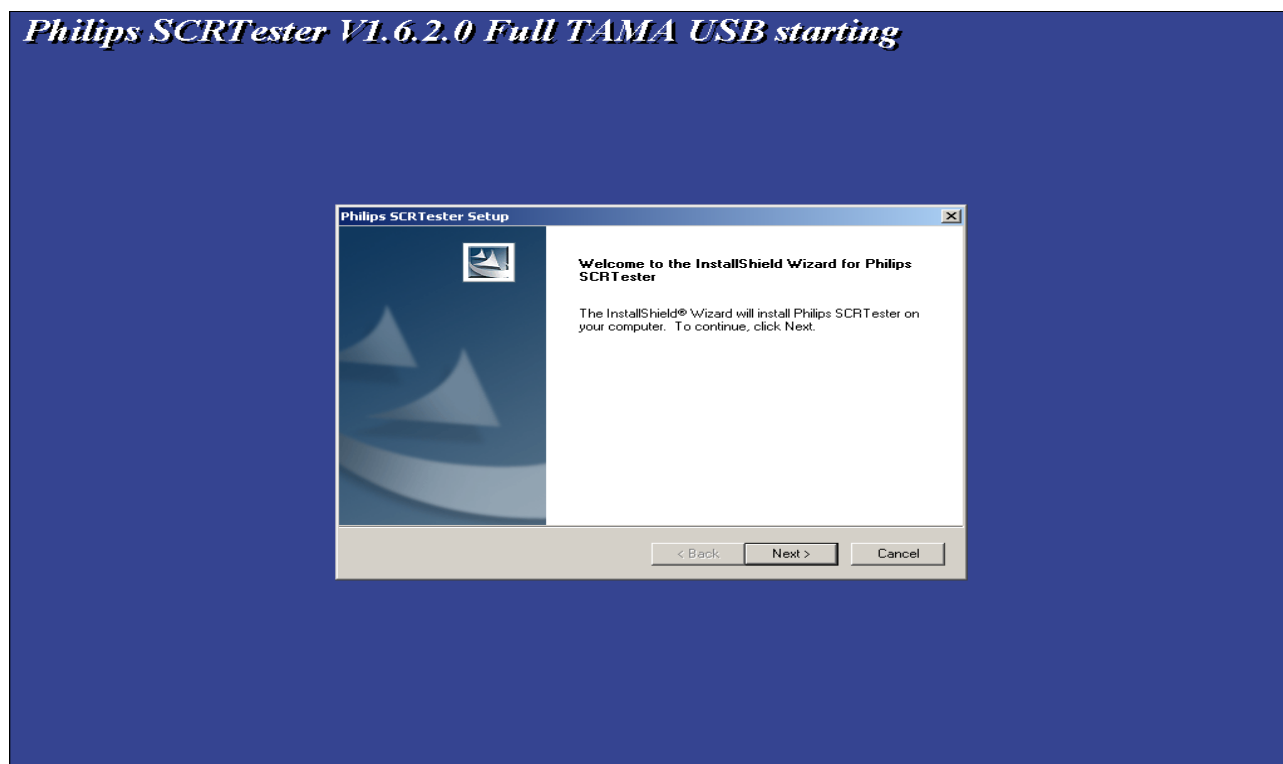 Philips SCRTester V1.6.2.0 Full TAMA USB starting
Philips SCRTester Setup
Welcome to the InstallShield Wizard for Philips
SCRTester
The InstallShield® Wizard will install Philips SCRTester on
your computer. To continue, click Next.
< Back
Next >
Cancel